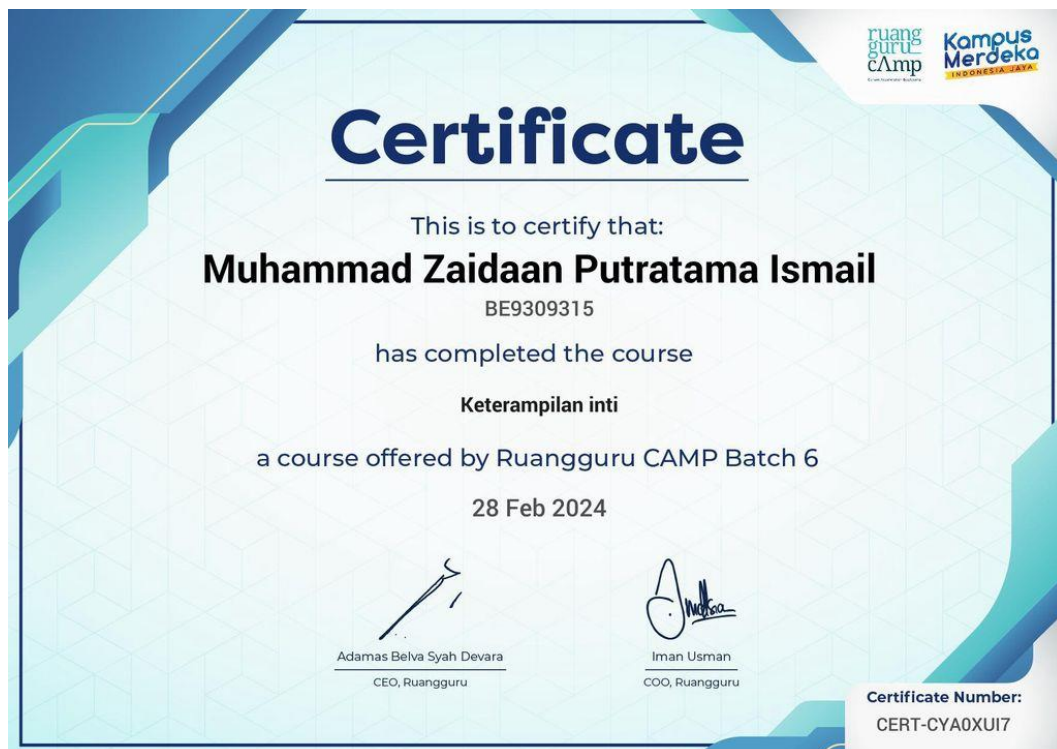 ruang
guru
cΛmp
Kampus
Merdeka
INDONESIA JAYA
Certificate
This is to certify that:
Muhammad Zaidaan Putratama Ismail
BE9309315
has completed the course
Keterampilan inti
a course offered by Ruangguru CAMP Batch 6
28 Feb 2024
Adamas Belva Syah Devara
CEO, Ruangguru
Iman Usman
COO, Ruangguru
Certificate Number:
CERT-CYA0XUI7